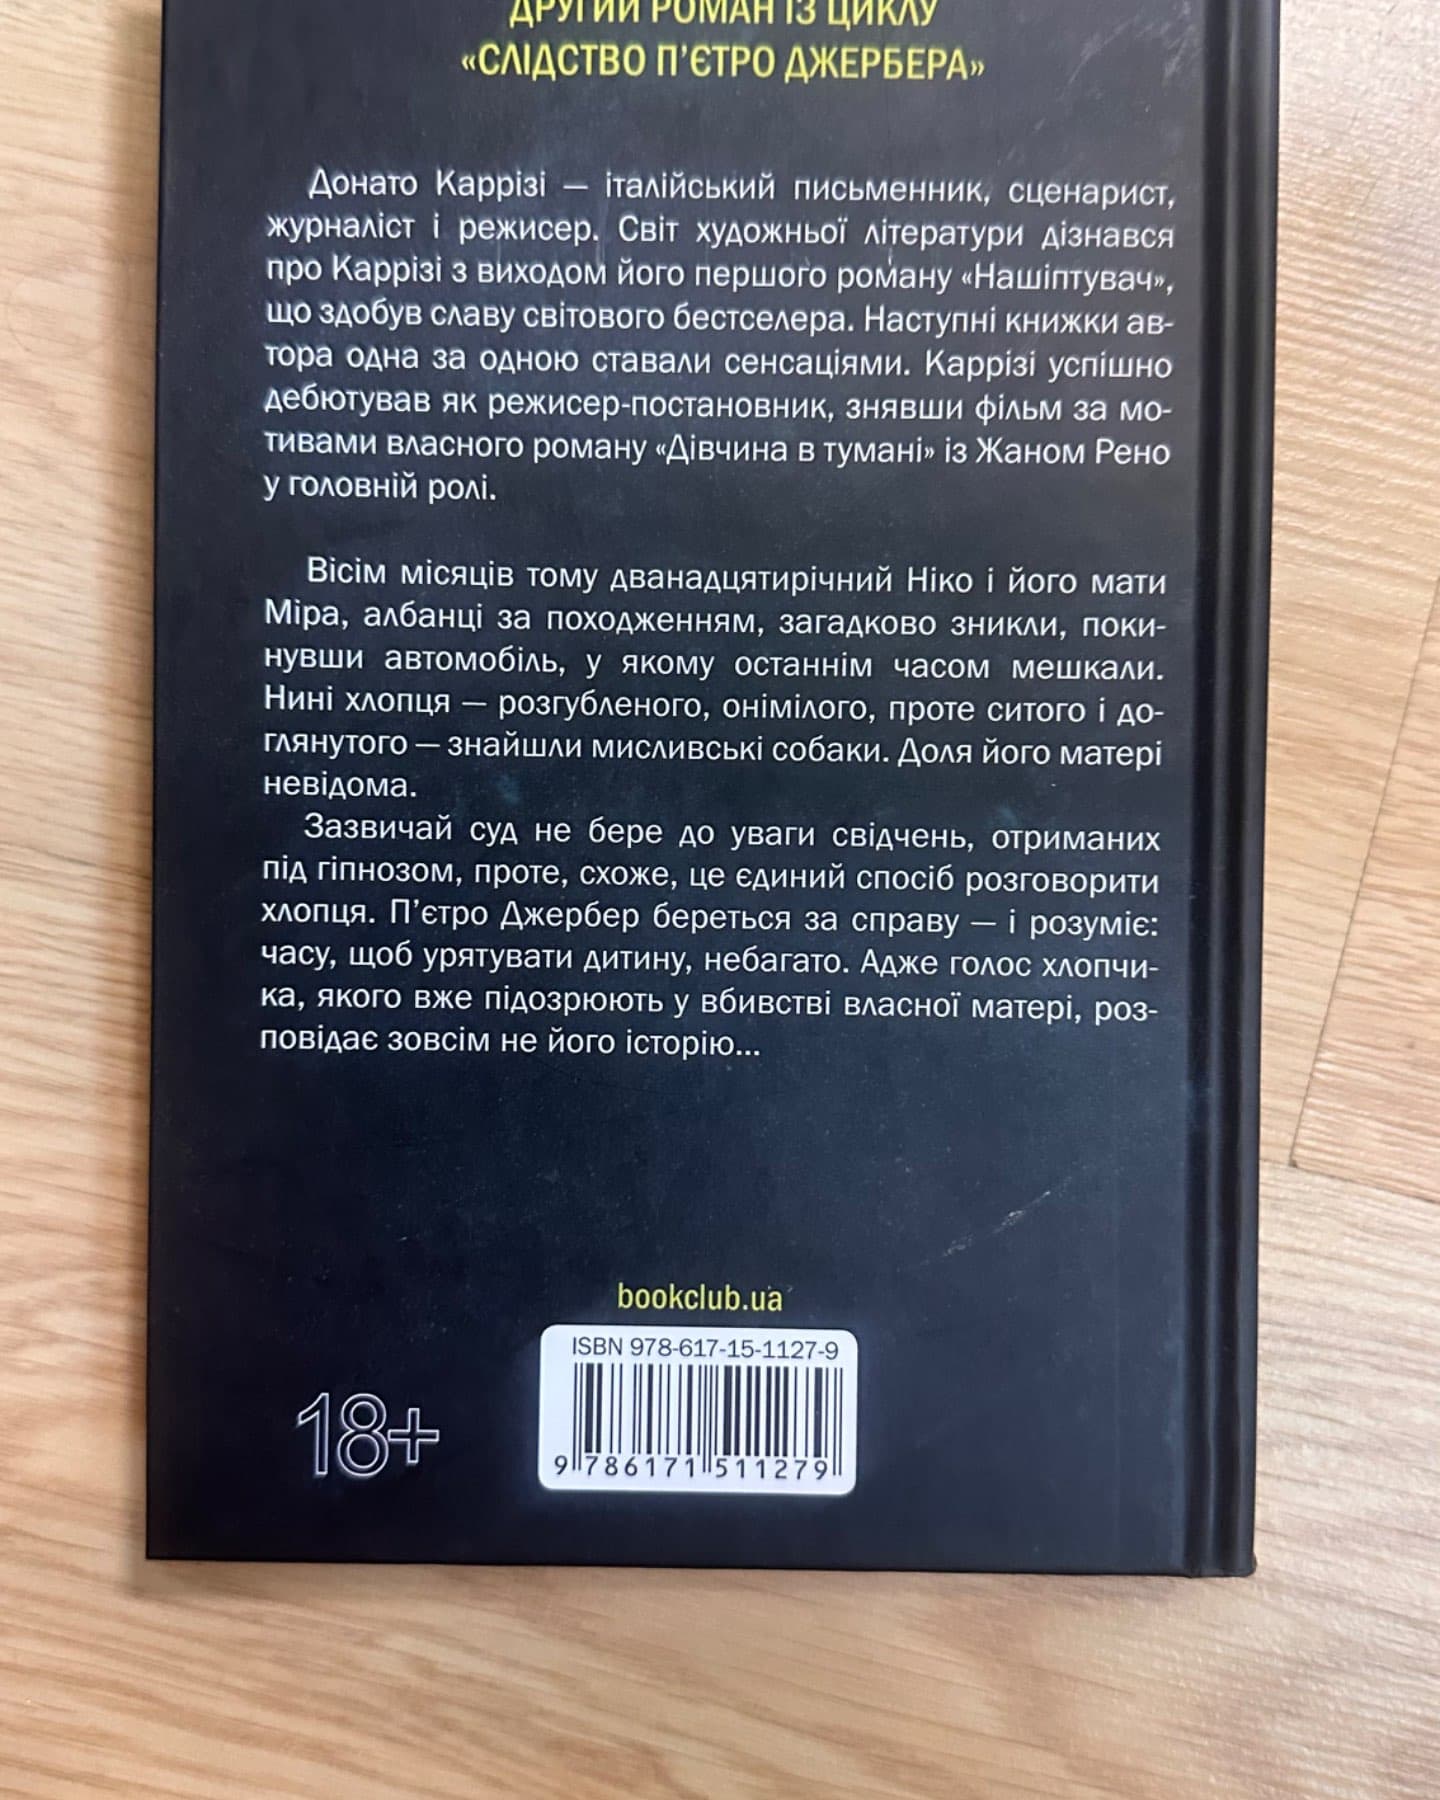 ДРУГИЙ РОМАН ІЗ ЦИКЛУ
«СЛІДСТВО П’ЄТРО ДЖЕРБЕРА»
Донато Каррізі — італійський письменник, сценарист,
журналіст і режисер. Світ художньої літератури дізнався
про Каррізі з виходом його першого роману «Нашіптувач»,
що здобув славу світового бестселера. Наступні книжки ав-
тора одна за одною ставали сенсаціями. Каррізі успішно
дебютував як режисер-постановник, знявши фільм за мо-
тивами власного роману «Дівчина в тумані» із Жаном Рено
у головній ролі.
Вісім місяців тому дванадцятирічний Ніко і його мати
Міра, албанці за походженням, загадково зникли, поки-
нувши автомобіль, у якому останнім часом мешкали.
Нині хлопця — розгубленого, онімілого, проте ситого і до-
глянутого — знайшли мисливські собаки. Доля його матері
невідома.
Зазвичай суд не бере до уваги свідчень, отриманих
під гіпнозом, проте, схоже, це єдиний спосіб розговорити
хлопця. П’єтро Джербер береться за справу — і розуміє:
часу, щоб урятувати дитину, небагато. Адже голос хлопчи-
ка, якого вже підозрюють у вбивстві власної матері, роз-
повідає зовсім не його історію...
bookclub.ua
ISBN 978-617-15-1127-9
18+
9 786171 511279